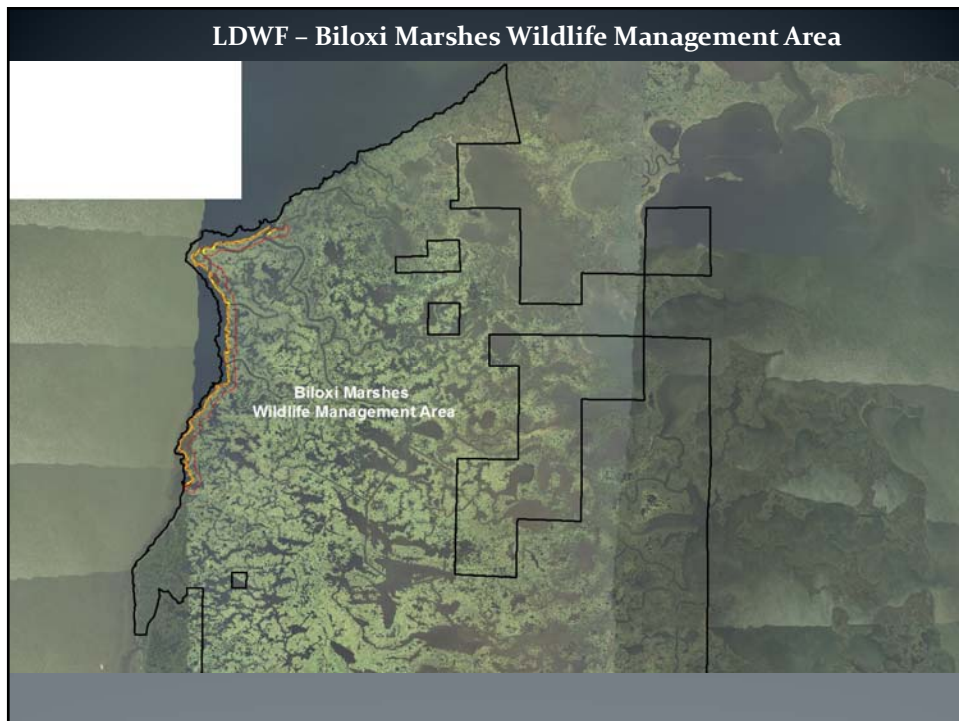 LDWF – Biloxi Marshes Wildlife Management Area
Biloxi Marshes
Wildlife Management Area